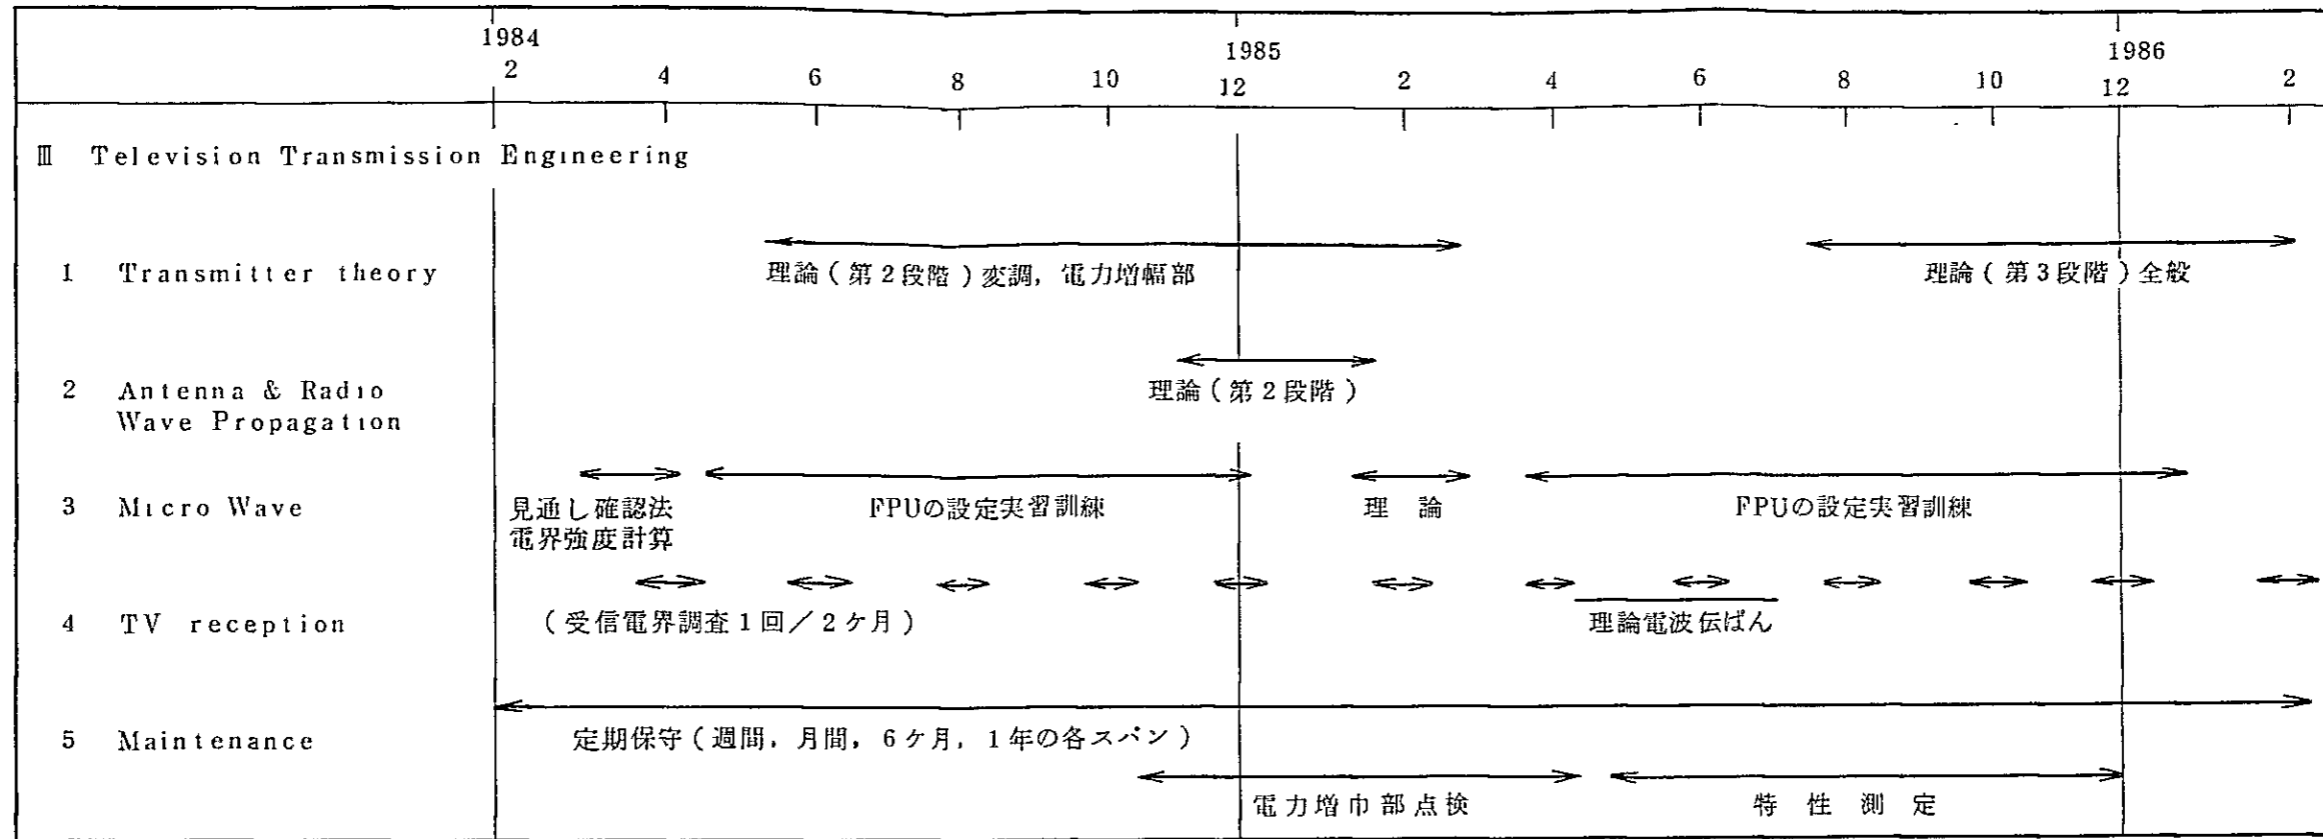 1984
1985
1986
2 4 6 8 10 12 2 4 6 8 10 12 2
Ⅲ Television Transmission Engineering
1 Transmitter theory
理論(第2段階)変調,電力増幅部
理論(第3段階)全般
2 Antenna & Radio
Wave Propagation
理論(第2段階)
3 Micro Wave
見通し確認法
電界強度計算
FPUの設定実習訓練
理論
FPUの設定実習訓練
4 TV reception
(受信電界調査1回/2ケ月)
理論電波伝ぱん
5 Maintenance
定期保守(週間,月間,6ケ月,1年の各スパン)
電力増巾部点検
特性測定